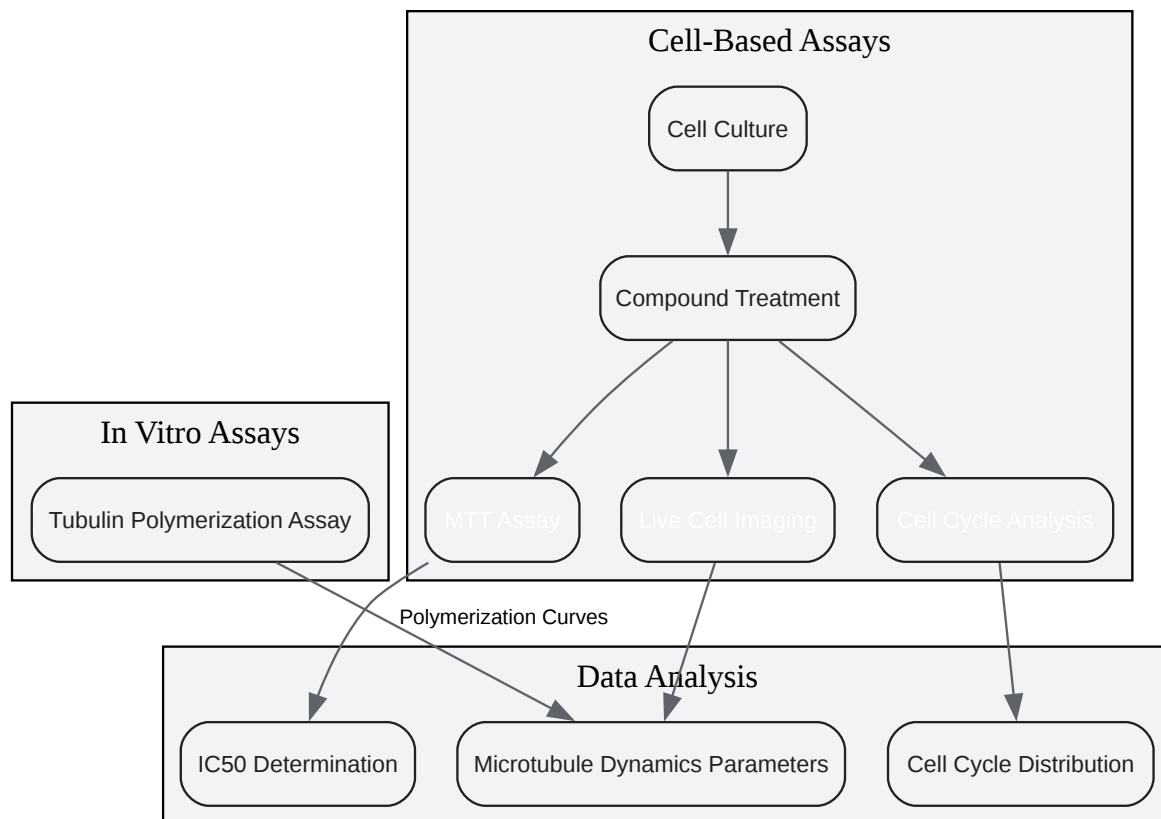 Cell-Based Assays
Cell Culture
Compound Treatment
In Vitro Assays
Tubulin Polymerization Assay
MTT Assay
Live Cell Imaging
Cell Cycle Analysis
Polymerization Curves
Data Analysis
IC50 Determination
Microtubule Dynamics Parameters
Cell Cycle Distribution